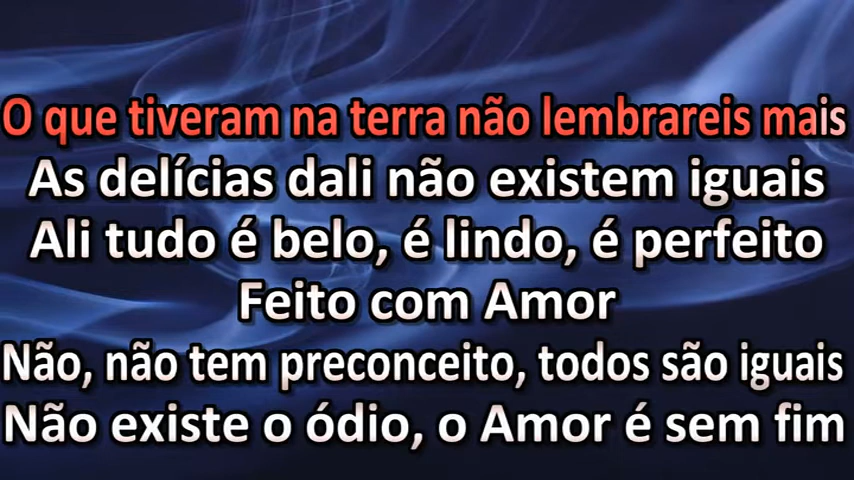 O que tiveram na terra não lembrareis mais
As delícias dali não existem iguais
Ali tudo é belo, é lindo, é perfeito
Feito com Amor
Não, não tem preconceito, todos são iguais
Não existe o ódio, o Amor é sem fim